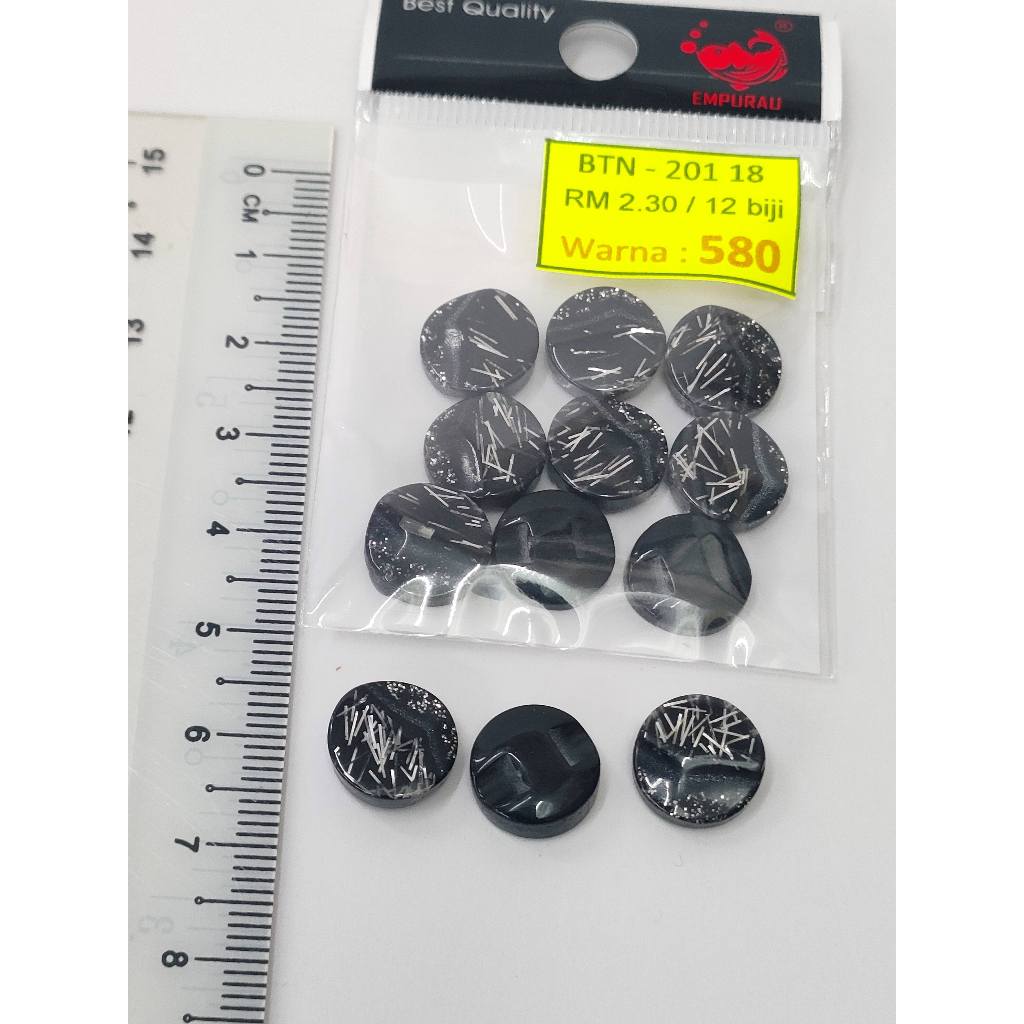 Best Quality
®
EMPURAU
BTN - 201 18
RM 2.30 / 12 biji
Warna : 580
0 CM
1
2
3
4
5
6
7
8
15
14
13